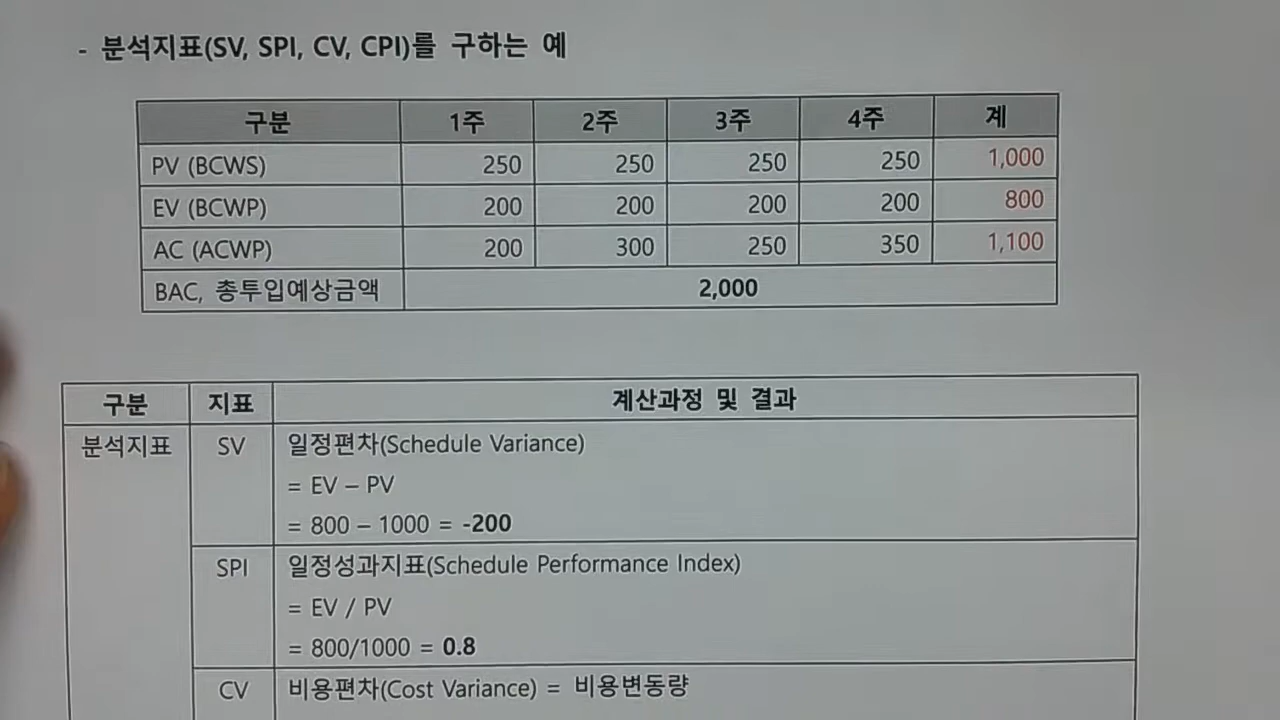 - 분석지표(SV, SPI, CV, CPI)를 구하는 예
구분 1주 2주 3주 4주 계
PV (BCWS) 250 250 250 250 1,000
EV (BCWP) 200 200 200 200 800
AC (ACWP) 200 300 250 350 1,100
BAC, 총투입예상금액 2,000
구분 지표 계산과정 및 결과
분석지표 SV 일정편차(Schedule Variance)
= EV – PV
= 800 – 1000 = -200
SPI 일정성과지표(Schedule Performance Index)
= EV / PV
= 800/1000 = 0.8
CV 비용편차(Cost Variance) = 비용변동량